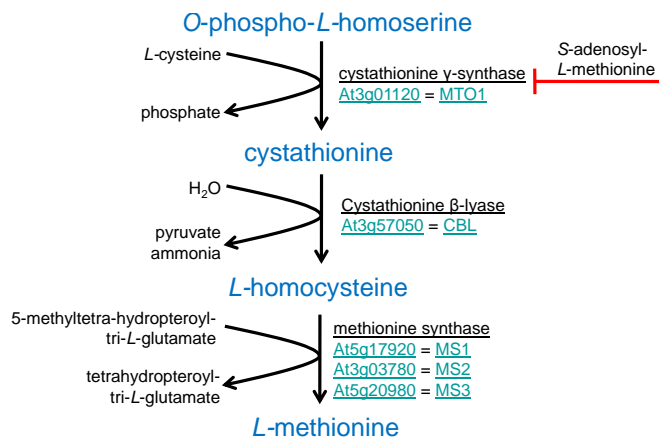 O-phospho-L-homoserine
L-cysteine
phosphate
cystathionine γ-synthase
At3g01120 = MTO1
S-adenosyl-
L-methionine
cystathionine
H₂O
pyruvate
ammonia
Cystathionine β-lyase
At3g57050 = CBL
L-homocysteine
5-methyltetra-hydropteroyl-
tri-L-glutamate
tetrahydropteroyl-
tri-L-glutamate
methionine synthase
At5g17920 = MS1
At3g03780 = MS2
At5g20980 = MS3
L-methionine